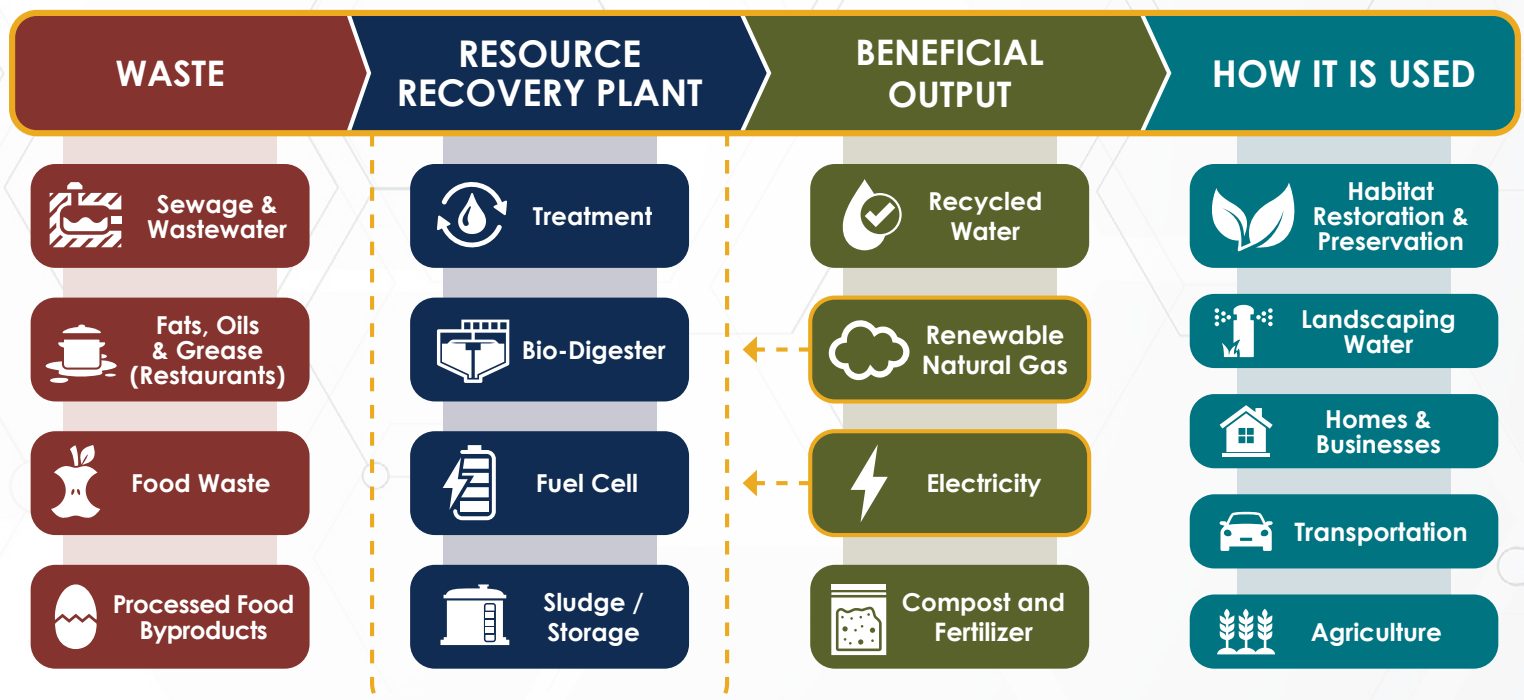 WASTE
RESOURCE
RECOVERY PLANT
BENEFICIAL
OUTPUT
HOW IT IS USED
Sewage &
Wastewater
Fats, Oils
& Grease
(Restaurants)
Food Waste
Processed Food
Byproducts
Treatment
Bio-Digester
Fuel Cell
Sludge /
Storage
Recycled
Water
Renewable
Natural Gas
Electricity
Compost and
Fertilizer
Habitat
Restoration &
Preservation
Landscaping
Water
Homes &
Businesses
Transportation
Agriculture